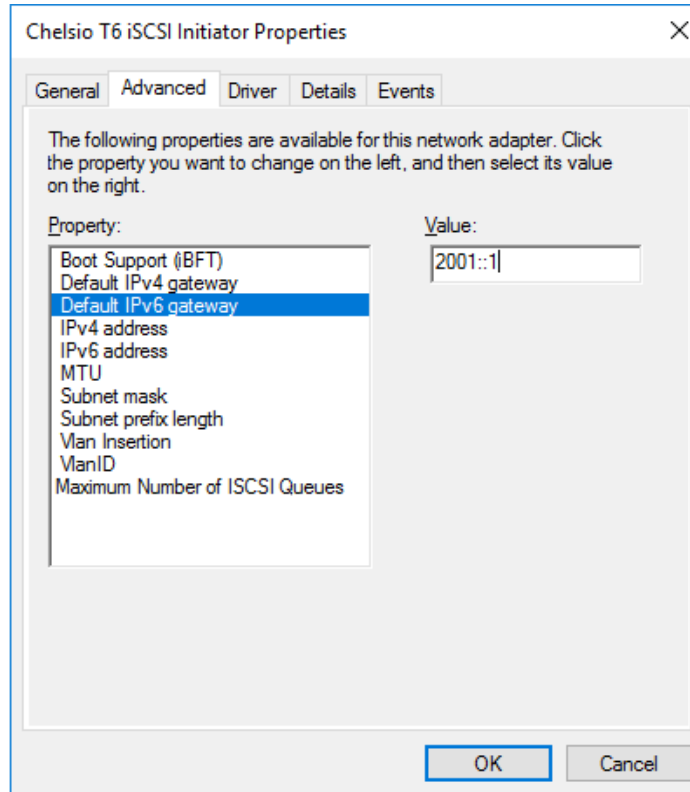 Chelsio T6 iSCSI Initiator Properties
General Advanced Driver Details Events
The following properties are available for this network adapter. Click
the property you want to change on the left, and then select its value
on the right.
Property:
Value:
Boot Support (iBFT)
Default IPv4 gateway
Default IPv6 gateway
IPv4 address
IPv6 address
MTU
Subnet mask
Subnet prefix length
Vlan Insertion
VlanID
Maximum Number of ISCSI Queues
2001::1
OK
Cancel